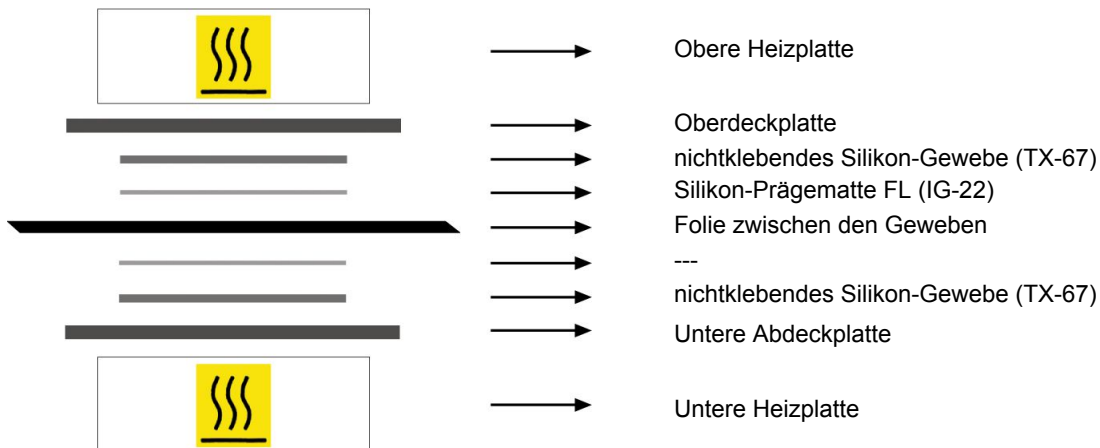 Obere Heizplatte
Oberdeckplatte
nichtklebendes Silikon-Gewebe (TX-67)
Silikon-Prägematte FL (IG-22)
Folie zwischen den Geweben
---
nichtklebendes Silikon-Gewebe (TX-67)
Untere Abdeckplatte
Untere Heizplatte